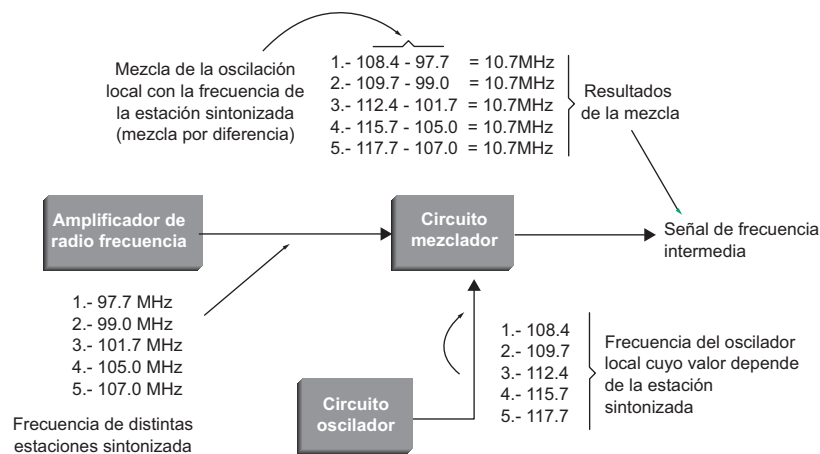 Mezcla de la oscilación
local con la frecuencia de
la estación sintonizada
(mezcla por diferencia)
1.- 108.4 - 97.7 = 10.7MHz
2.- 109.7 - 99.0 = 10.7MHz
3.- 112.4 - 101.7 = 10.7MHz
4.- 115.7 - 105.0 = 10.7MHz
5.- 117.7 - 107.0 = 10.7MHz
Resultados
de la mezcla
Amplificador de
radio frecuencia
Circuito
mezclador
Señal de frecuencia
intermedia
1.- 97.7 MHz
2.- 99.0 MHz
3.- 101.7 MHz
4.- 105.0 MHz
5.- 107.0 MHz
Frecuencia de distintas
estaciones sintonizada
Circuito
oscilador
1.- 108.4
2.- 109.7
3.- 112.4
4.- 115.7
5.- 117.7
Frecuencia del oscilador
local cuyo valor depende
de la estación
sintonizada